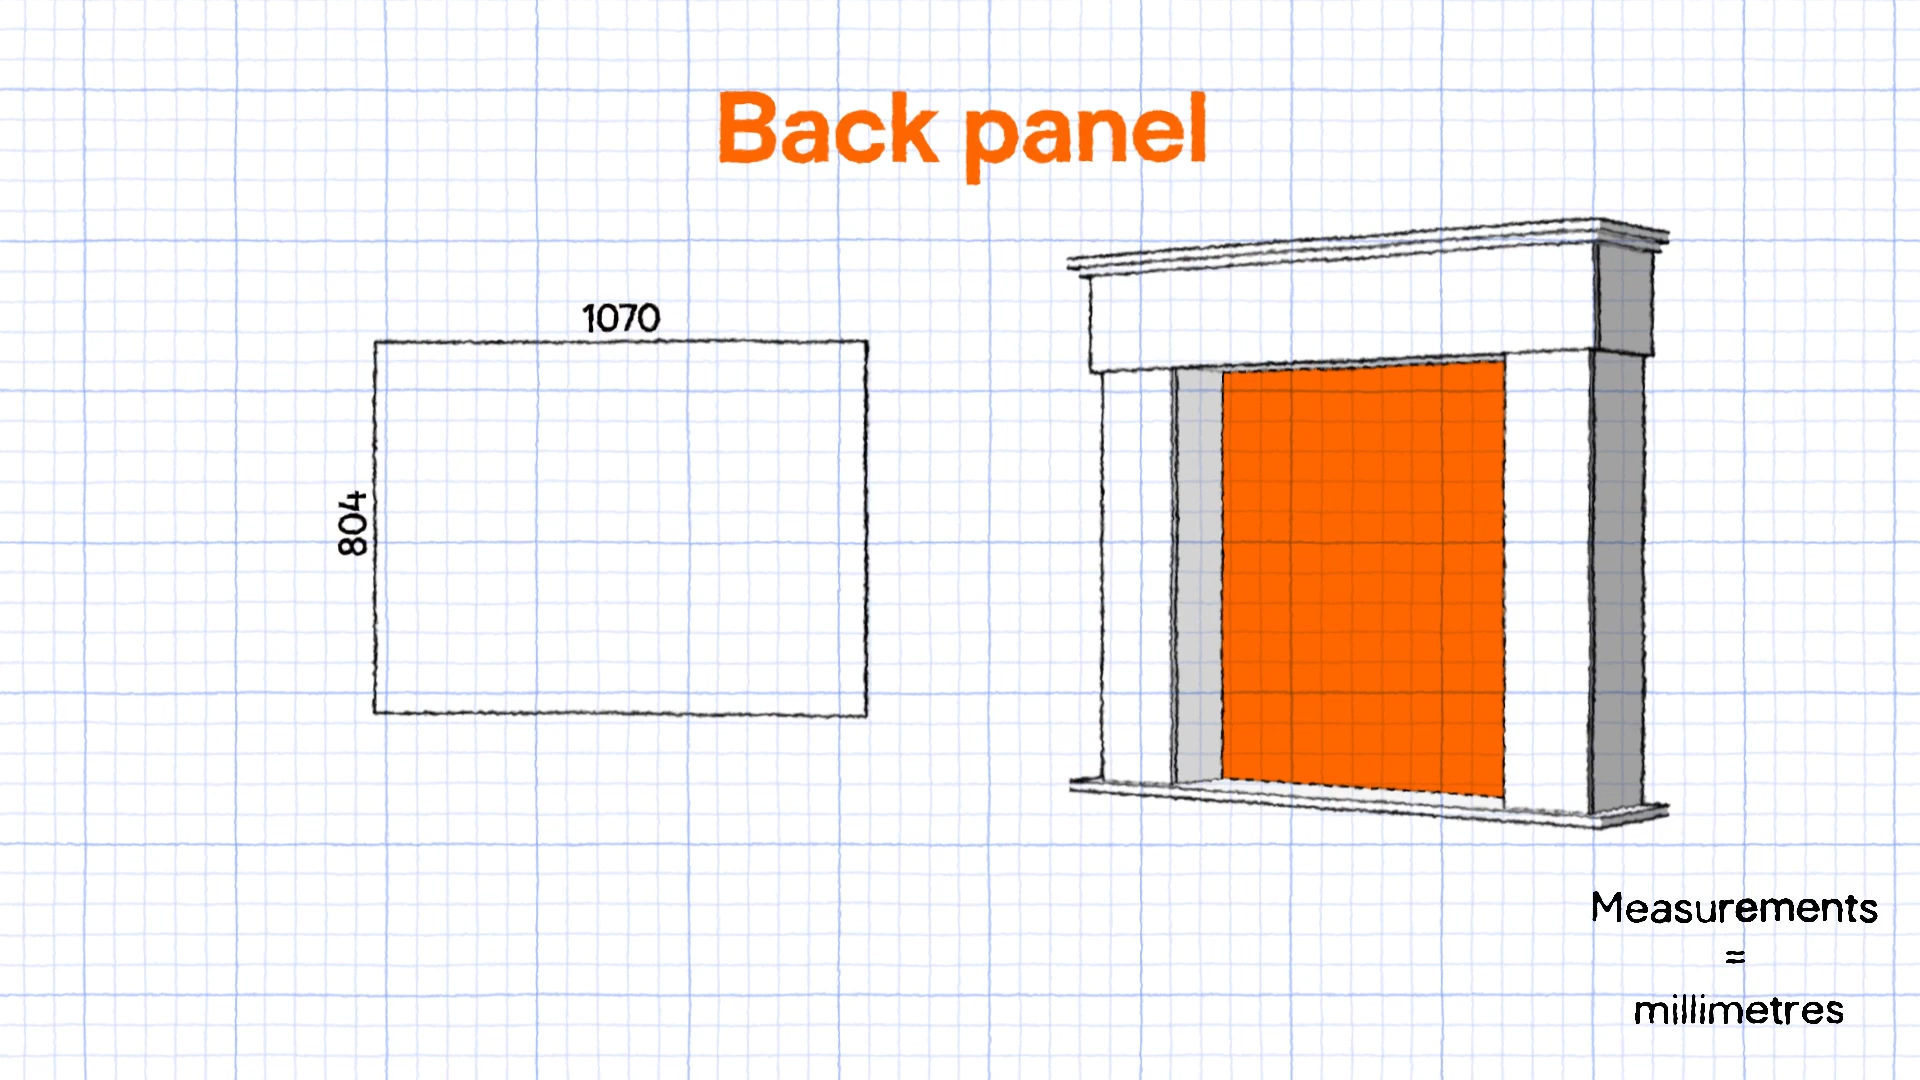 Back panel
1070
804
Measurements
=
millimetres